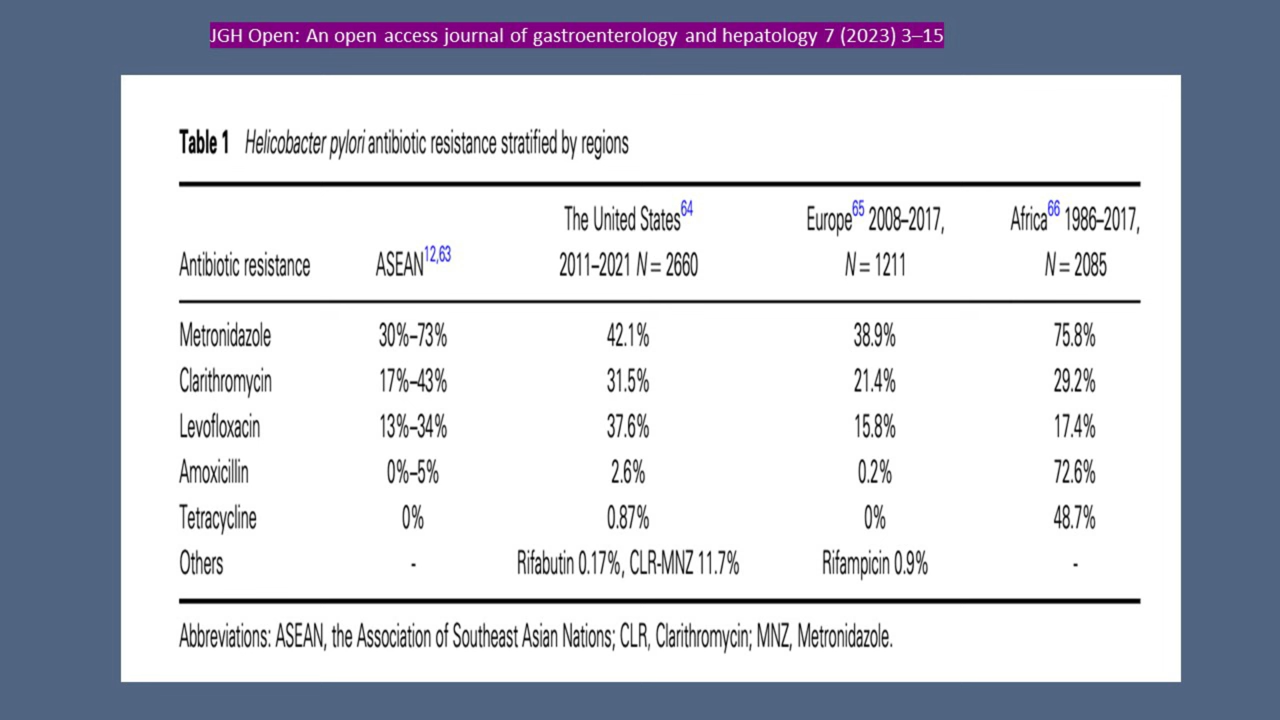 JGH Open: An open access journal of gastroenterology and hepatology 7 (2023) 3–15
Table 1 Helicobacter pylori antibiotic resistance stratified by regions
The United States64 Europe65 2008–2017, Africa66 1986–2017,
Antibiotic resistance ASEAN12,63 2011–2021 N = 2660 N = 1211 N = 2085
Metronidazole 30%–73% 42.1% 38.9% 75.8%
Clarithromycin 17%–43% 31.5% 21.4% 29.2%
Levofloxacin 13%–34% 37.6% 15.8% 17.4%
Amoxicillin 0%–5% 2.6% 0.2% 72.6%
Tetracycline 0% 0.87% 0% 48.7%
Others - Rifabutin 0.17%, CLR-MNZ 11.7% Rifampicin 0.9% -
Abbreviations: ASEAN, the Association of Southeast Asian Nations; CLR, Clarithromycin; MNZ, Metronidazole.